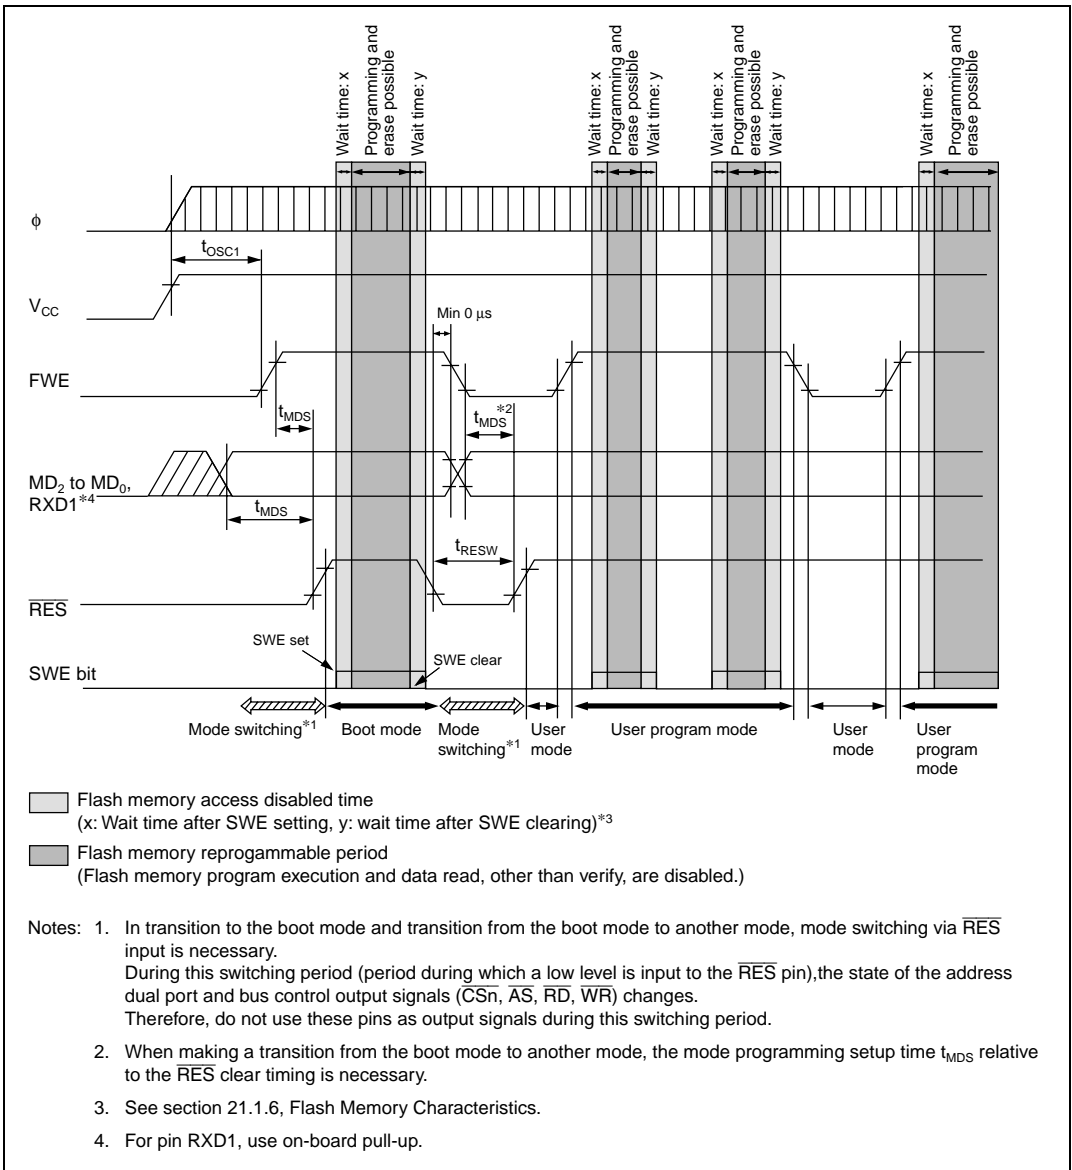 Wait time: x
Programming and
erase possible
Wait time: y
Wait time: x
Programming and
erase possible
Wait time: y
Wait time: x
Programming and
erase possible
Wait time: y
Wait time: x
Programming and
erase possible
φ
tOSC1
VCC
Min 0 μs
FWE
tMDS
tMDS*2
MD2 to MD0,
RXD1*4
tMDS
tRESW
RES
SWE set
SWE clear
SWE bit
Mode switching*1
Boot mode
Mode
switching*1
User
mode
User program mode
User
mode
User
program
mode
Flash memory access disabled time
(x: Wait time after SWE setting, y: wait time after SWE clearing)*3
Flash memory reprogammable period
(Flash memory program execution and data read, other than verify, are disabled.)
Notes: 1. In transition to the boot mode and transition from the boot mode to another mode, mode switching via RES
input is necessary.
During this switching period (period during which a low level is input to the RES pin),the state of the address
dual port and bus control output signals (CSn, AS, RD, WR) changes.
Therefore, do not use these pins as output signals during this switching period.
2. When making a transition from the boot mode to another mode, the mode programming setup time tMDS relative
to the RES clear timing is necessary.
3. See section 21.1.6, Flash Memory Characteristics.
4. For pin RXD1, use on-board pull-up.